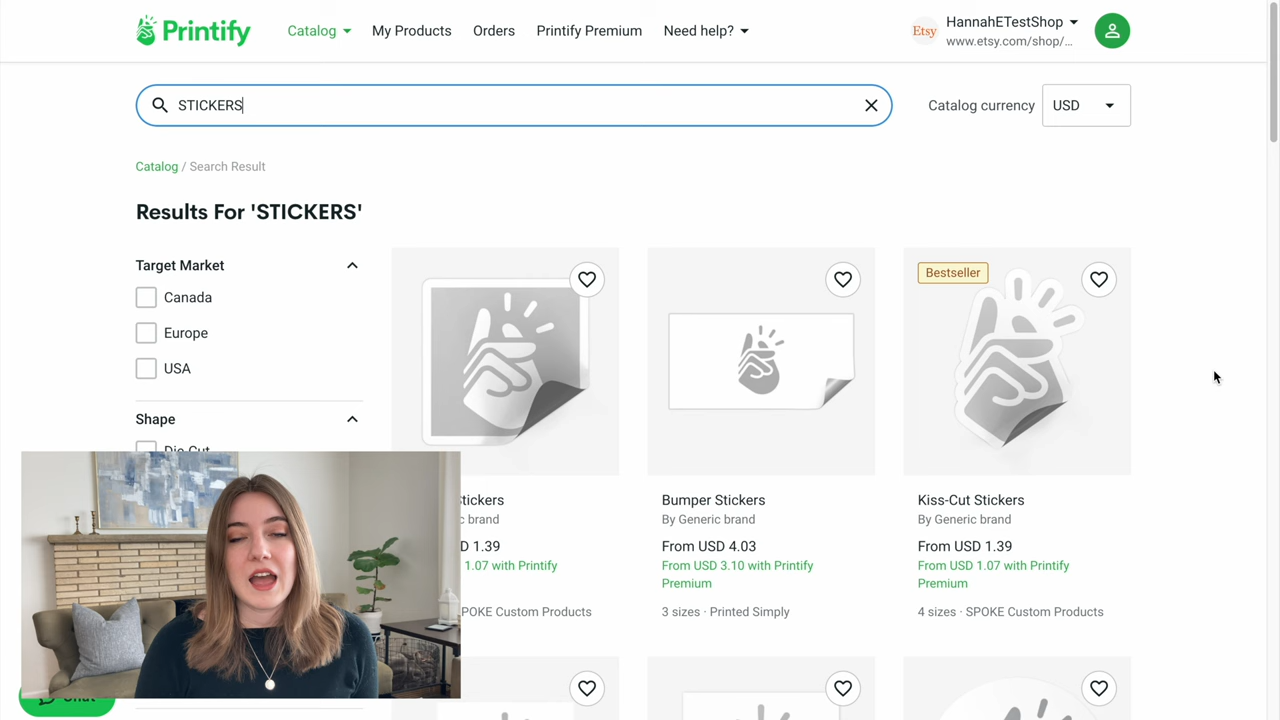 Printify
Catalog
My Products
Orders
Printify Premium
Need help?
Etsy
HannahETestShop
www.etsy.com/shop/...
STICKERS
Catalog currency
USD
Catalog / Search Result
Results For 'STICKERS'
Target Market
Canada
Europe
USA
Shape
Die Cut
Bestseller
Stickers
brand
1.39
1.07 with Printify
SPOKE Custom Products
Bumper Stickers
By Generic brand
From USD 4.03
From USD 3.10 with Printify
Premium
3 sizes · Printed Simply
Kiss-Cut Stickers
By Generic brand
From USD 1.39
From USD 1.07 with Printify
Premium
4 sizes · SPOKE Custom Products